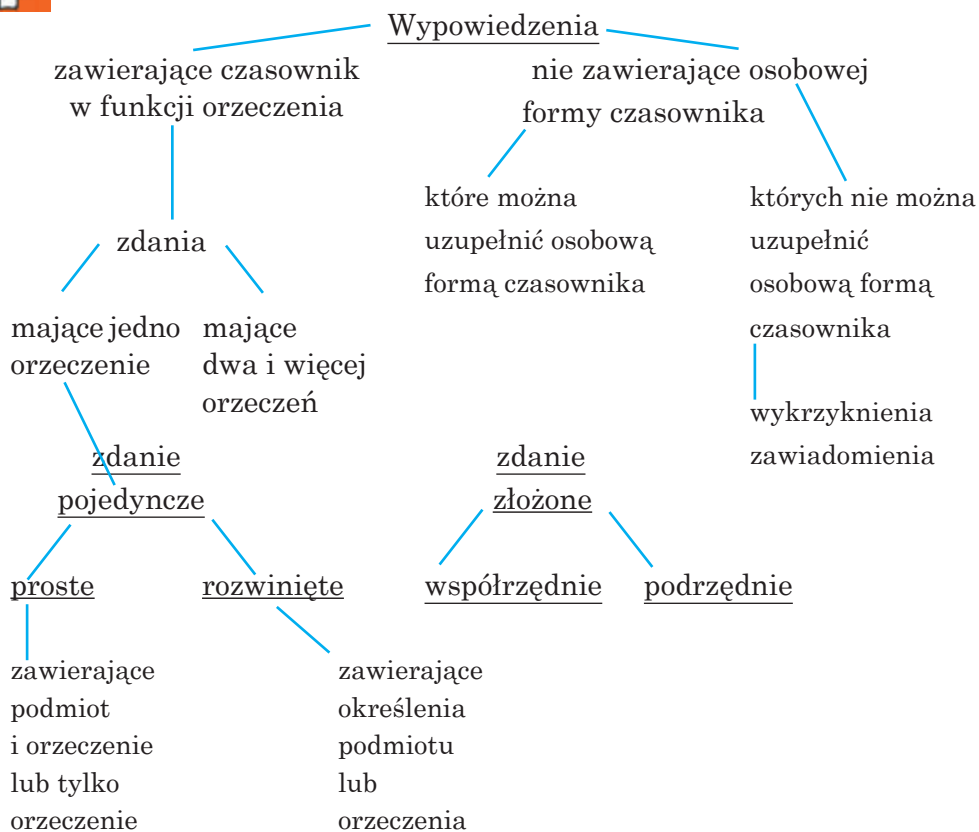 Wypowiedzenia
zawierające czasownik
w funkcji orzeczenia
nie zawierające osobowej
formy czasownika
które można
uzupełnić osobową
formą czasownika
których nie można
uzupełnić
osobową formą
czasownika
wykrzyknienia
zawiadomienia
zdania
mające jedno
orzeczenie
mające
dwa i więcej
orzeczeń
zdanie
pojedyncze
zdanie
złożone
proste
rozwinięte
współrzędnie
podrzędnie
zawierające
podmiot
i orzeczenie
lub tylko
orzeczenie
zawierające
określenia
podmiotu
lub
orzeczenia